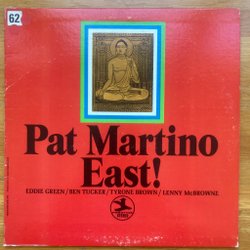 62
Pat Martino
East!
EDDIE GREEN/BEN TUCKER/TYRONE BROWN/LENNY McBROWNE